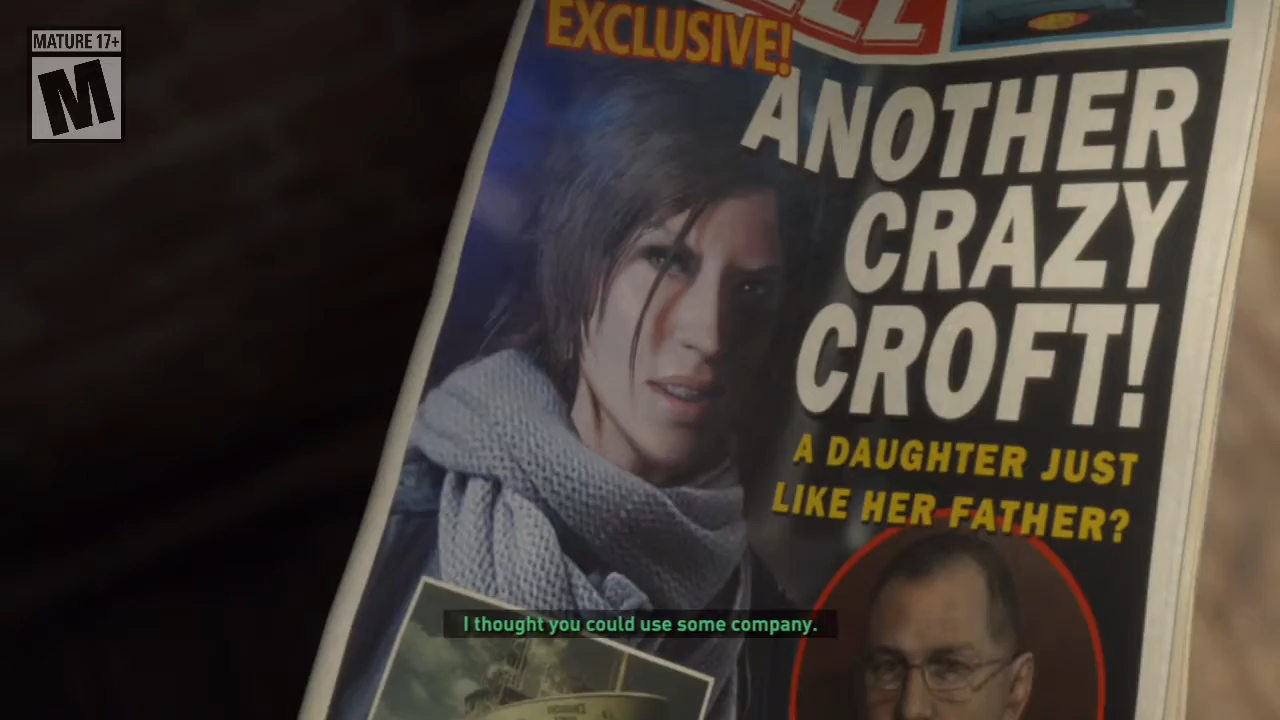 MATURE 17+
M
EXCLUSIVE!
ANOTHER
CRAZY
CROFT!
A DAUGHTER JUST
LIKE HER FATHER?
I thought you could use some company.